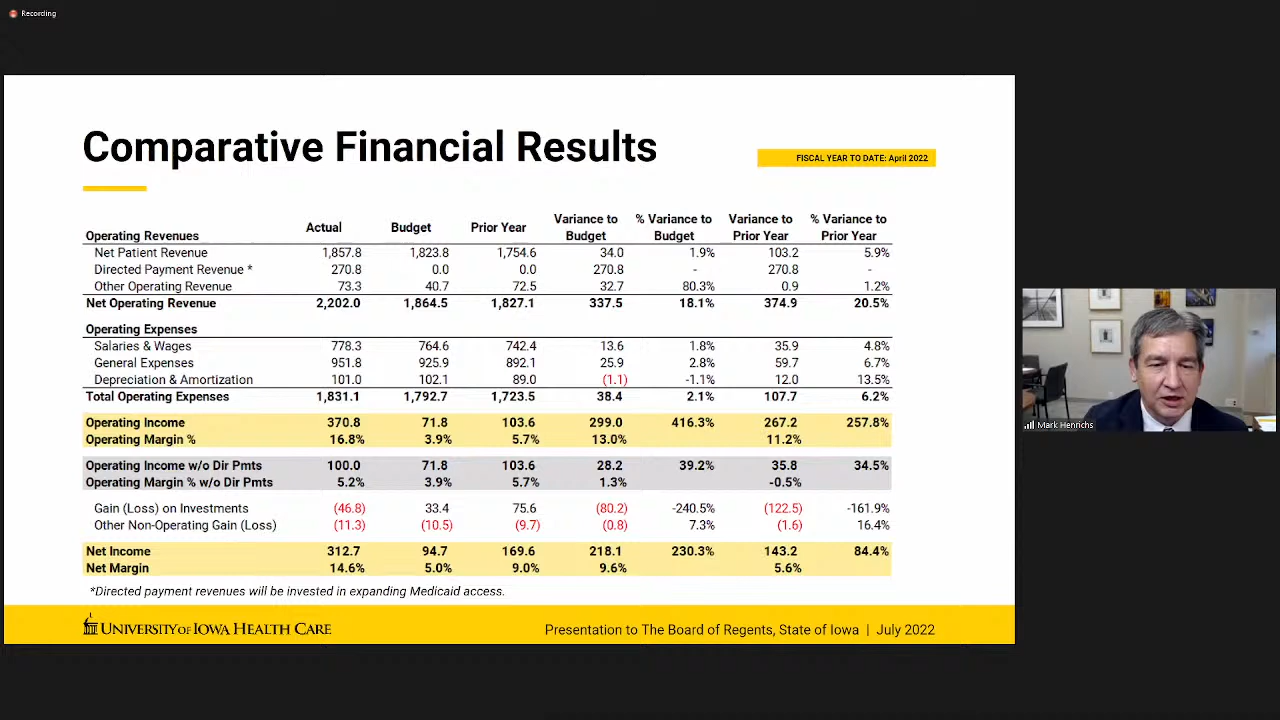 Recording
Comparative Financial Results
FISCAL YEAR TO DATE: April 2022
Operating Revenues Actual Budget Prior Year Variance to Budget % Variance to Budget Variance to Prior Year % Variance to Prior Year
Net Patient Revenue 1,857.8 1,823.8 1,754.6 34.0 1.9% 103.2 5.9%
Directed Payment Revenue * 270.8 0.0 0.0 270.8 - 270.8 -
Other Operating Revenue 73.3 40.7 72.5 32.7 80.3% 0.9 1.2%
Net Operating Revenue 2,202.0 1,864.5 1,827.1 337.5 18.1% 374.9 20.5%
Operating Expenses
Salaries & Wages 778.3 764.6 742.4 13.6 1.8% 35.9 4.8%
General Expenses 951.8 925.9 892.1 25.9 2.8% 59.7 6.7%
Depreciation & Amortization 101.0 102.1 89.0 (1.1) -1.1% 12.0 13.5%
Total Operating Expenses 1,831.1 1,792.7 1,723.5 38.4 2.1% 107.7 6.2%
Operating Income 370.8 71.8 103.6 299.0 416.3% 267.2 257.8%
Operating Margin % 16.8% 3.9% 5.7% 13.0% 11.2%
Operating Income w/o Dir Pmts 100.0 71.8 103.6 28.2 39.2% 35.8 34.5%
Operating Margin % w/o Dir Pmts 5.2% 3.9% 5.7% 1.3% -0.5%
Gain (Loss) on Investments (46.8) 33.4 75.6 (80.2) -240.5% (122.5) -161.9%
Other Non-Operating Gain (Loss) (11.3) (10.5) (9.7) (0.8) 7.3% (1.6) 16.4%
Net Income 312.7 94.7 169.6 218.1 230.3% 143.2 84.4%
Net Margin 14.6% 5.0% 9.0% 9.6% 5.6%
*Directed payment revenues will be invested in expanding Medicaid access.
UNIVERSITY OF IOWA HEALTH CARE
Presentation to The Board of Regents, State of Iowa | July 2022
Mark Henrichs